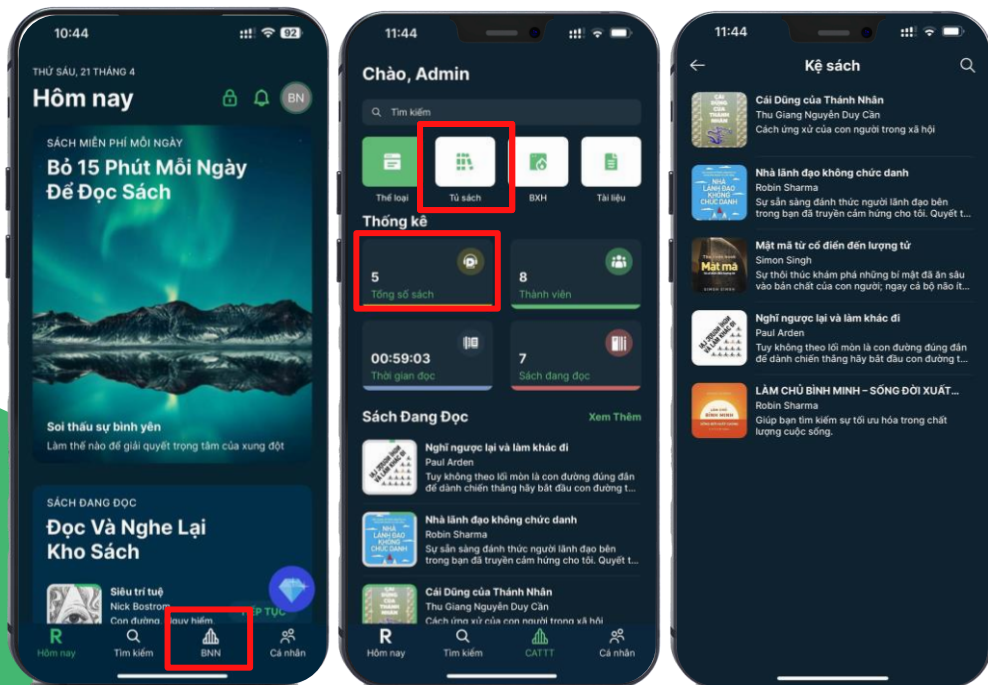 10:44
92
THỨ SÁU, 21 THÁNG 4
Hôm nay
BN
SÁCH MIỄN PHÍ MỖI NGÀY
Bỏ 15 Phút Mỗi Ngày
Để Đọc Sách
Soi thấu sự bình yên
Làm thế nào để giải quyết trọng tâm của xung đột
SÁCH ĐANG ĐỌC
Đọc Và Nghe Lại
Kho Sách
Siêu trí tuệ
Nick Bostrom
Con đường, nguy hiểm,
TIẾP TỤC
Hôm nay
Tìm kiếm
BNN
Cá nhân
11:44
Chào, Admin
Tìm kiếm
Thể loại
Tủ sách
BXH
Tài liệu
Thống kê
5
Tổng số sách
8
Thành viên
00:59:03
Thời gian đọc
7
Sách đang đọc
Sách Đang Đọc
Xem Thêm
Nghĩ ngược lại và làm khác đi
Paul Arden
Tuy không theo lối mòn là con đường đúng đắn
để dành chiến thắng hãy bắt đầu con đường t...
Nhà lãnh đạo không chức danh
Robin Sharma
Sự sẵn sàng đánh thức người lãnh đạo bên
trong bạn đã truyền cảm hứng cho tôi. Quyết t...
Cái Dũng của Thánh Nhân
Thu Giang Nguyễn Duy Cần
Cách ứng xử của con người trong xã hội
Hôm nay
Tìm kiếm
CATTT
Cá nhân
11:44
Kệ sách
Cái Dũng của Thánh Nhân
Thu Giang Nguyễn Duy Cần
Cách ứng xử của con người trong xã hội
Nhà lãnh đạo không chức danh
Robin Sharma
Sự sẵn sàng đánh thức người lãnh đạo bên
trong bạn đã truyền cảm hứng cho tôi. Quyết t...
Mật mã từ cổ điển đến lượng tử
Simon Singh
Sự thôi thúc khám phá những bí mật đã ăn sâu
vào bản chất của con người; ngay cả bộ não ít...
Nghĩ ngược lại và làm khác đi
Paul Arden
Tuy không theo lối mòn là con đường đúng đắn
để dành chiến thắng hãy bắt đầu con đường t...
LÀM CHỦ BÌNH MINH – SỐNG ĐỜI XUẤT...
Robin Sharma
Giúp bạn tìm kiếm sự tối ưu hóa trong chất
lượng cuộc sống.